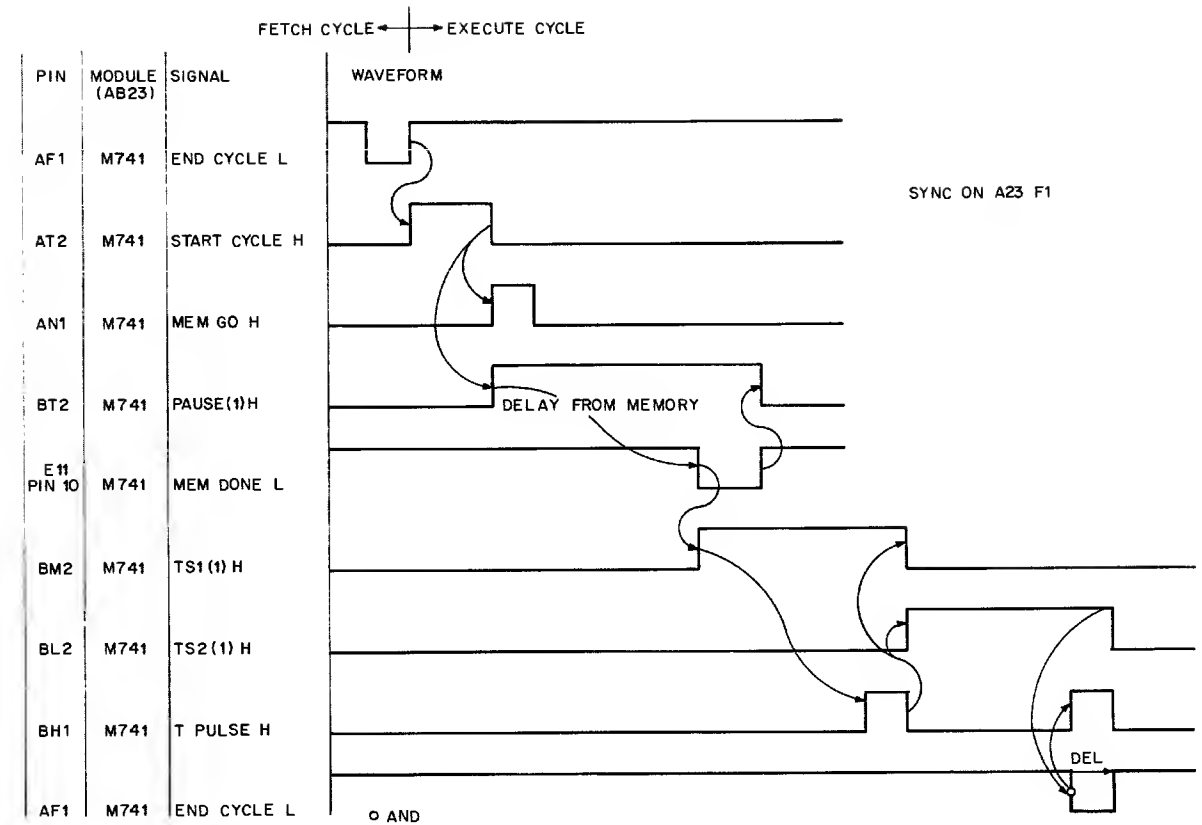 FETCH CYCLE EXECUTE CYCLE
PIN MODULE (AB23) SIGNAL WAVEFORM
AF1 M741 END CYCLE L
SYNC ON A23 F1
AT2 M741 START CYCLE H
AN1 M741 MEM GO H
BT2 M741 PAUSE(1)H
DELAY FROM MEMORY
E11 PIN 10 M741 MEM DONE L
BM2 M741 TS1(1) H
BL2 M741 TS2(1) H
BH1 M741 T PULSE H
DEL
AF1 M741 END CYCLE L
o AND